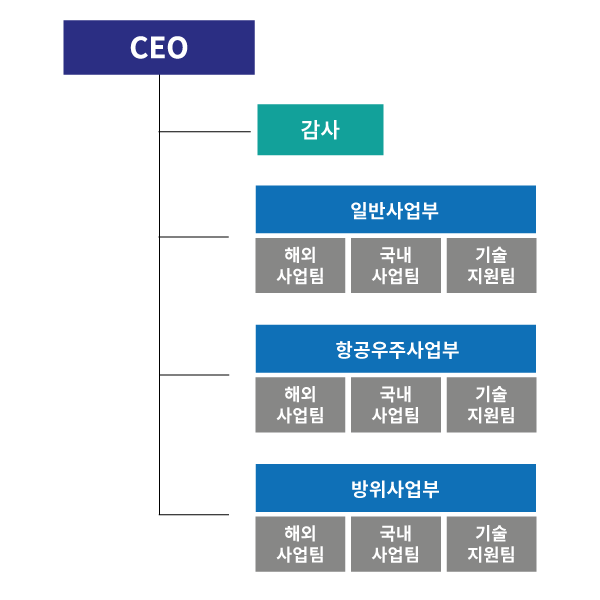 CEO
감사
일반사업부
해외
사업팀
국내
사업팀
기술
지원팀
항공우주사업부
해외
사업팀
국내
사업팀
기술
지원팀
방위사업부
해외
사업팀
국내
사업팀
기술
지원팀